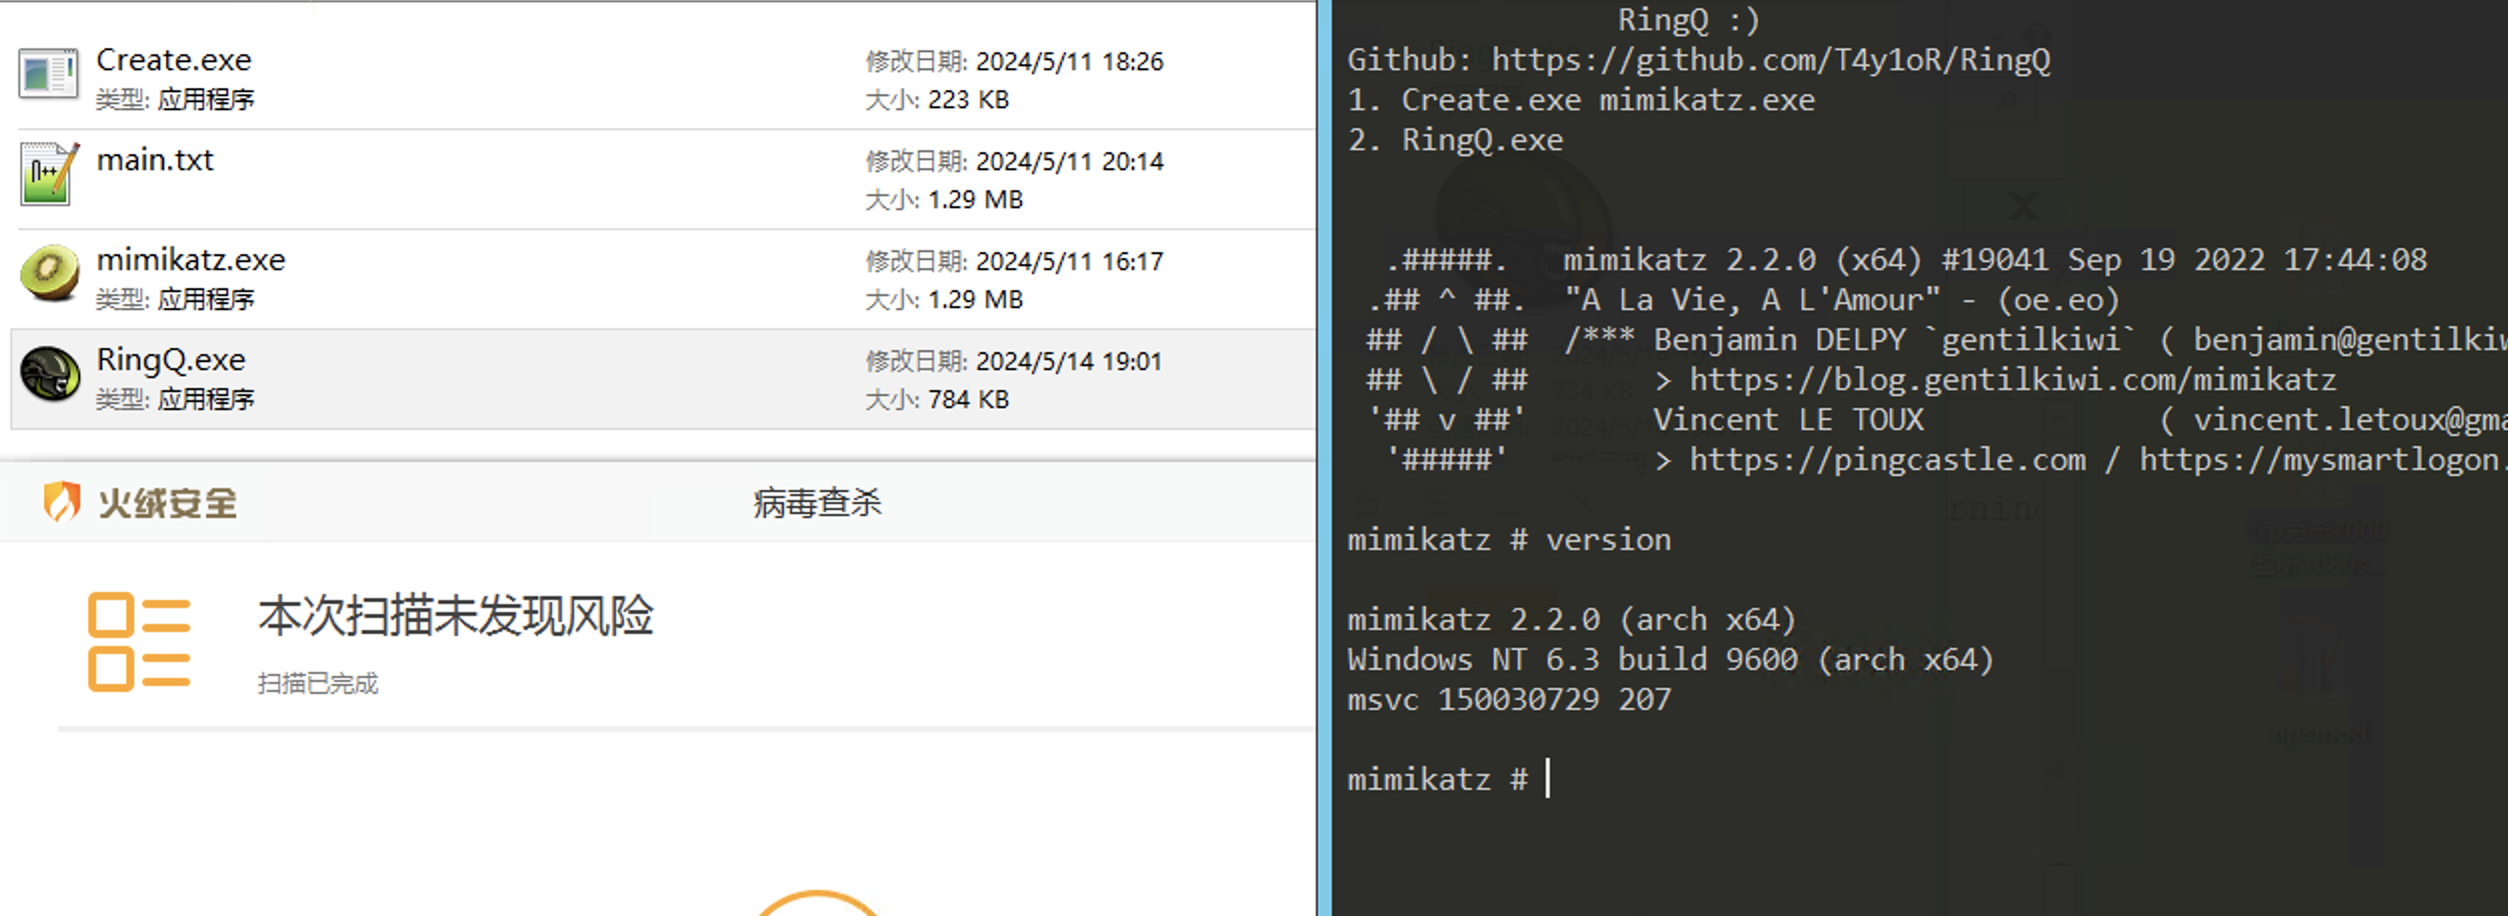 Create.exe
修改日期: 2024/5/11 18:26
类型: 应用程序
大小: 223 KB
main.txt
修改日期: 2024/5/11 20:14
大小: 1.29 MB
mimikatz.exe
修改日期: 2024/5/11 16:17
类型: 应用程序
大小: 1.29 MB
RingQ.exe
修改日期: 2024/5/14 19:01
类型: 应用程序
大小: 784 KB
火绒安全
病毒查杀
本次扫描未发现风险
扫描已完成
RingQ :)
Github: https://github.com/T4y1oR/RingQ
1. Create.exe mimikatz.exe
2. RingQ.exe
.#####. mimikatz 2.2.0 (x64) #19041 Sep 19 2022 17:44:08
.## ^ ##. "A La Vie, A L'Amour" - (oe.eo)
## / \ ## /*** Benjamin DELPY `gentilkiwi` ( benjamin@gentilkiw
## \ / ## > https://blog.gentilkiwi.com/mimikatz
'## v ##' Vincent LE TOUX ( vincent.letoux@gma
'#####' > https://pingcastle.com / https://mysmartlogon.
mimikatz # version
mimikatz 2.2.0 (arch x64)
Windows NT 6.3 build 9600 (arch x64)
msvc 150030729 207
mimikatz #